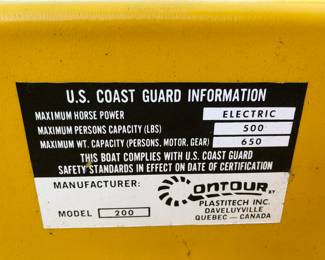 U.S. COAST GUARD INFORMATION
MAXIMUM HORSE POWER ELECTRIC
MAXIMUM PERSONS CAPACITY (LBS) 500
MAXIMUM WT. CAPACITY (PERSONS, MOTOR, GEAR) 650
THIS BOAT COMPLIES WITH U.S. COAST GUARD
SAFETY STANDARDS IN EFFECT ON DATE OF CERTIFICATION
MANUFACTURER: CONTOUR BY
PLASTITECH INC.
MODEL 200 DAVELUYVILLE
QUEBEC - CANADA